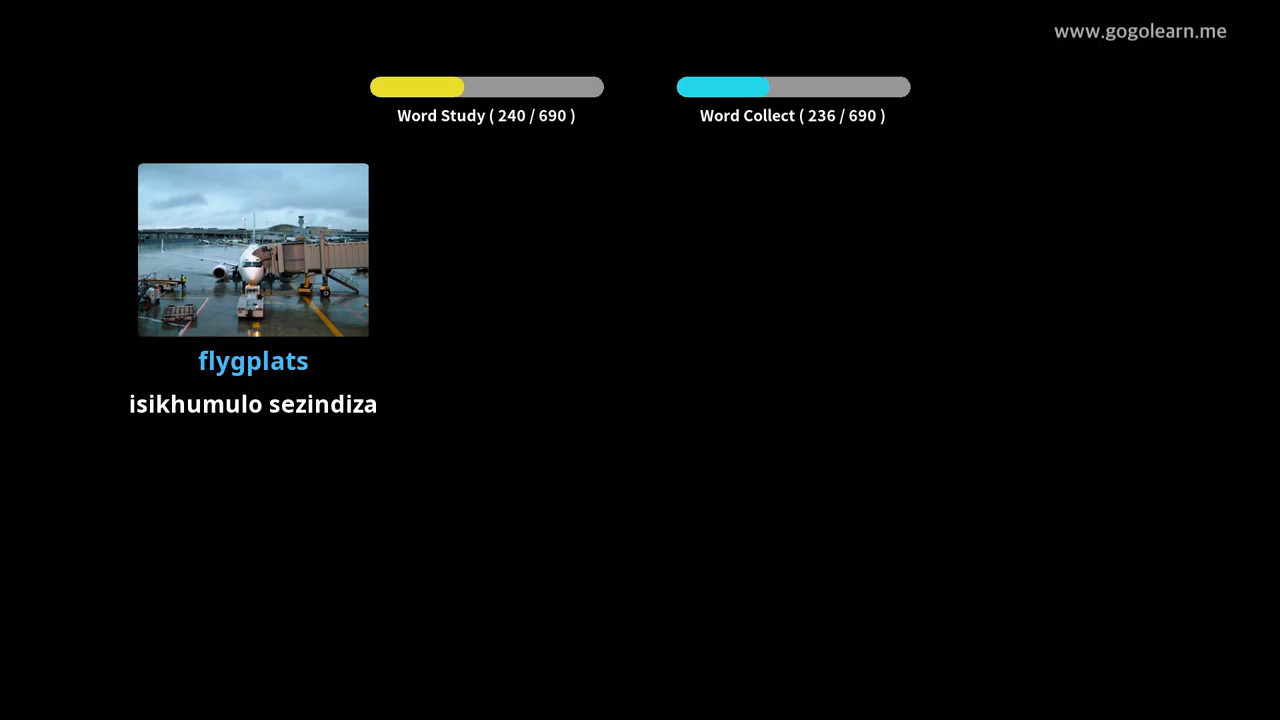 www.gogolearn.me
Word Study ( 240 / 690 )
Word Collect ( 236 / 690 )
flygplats
isikhumulo sezindiza